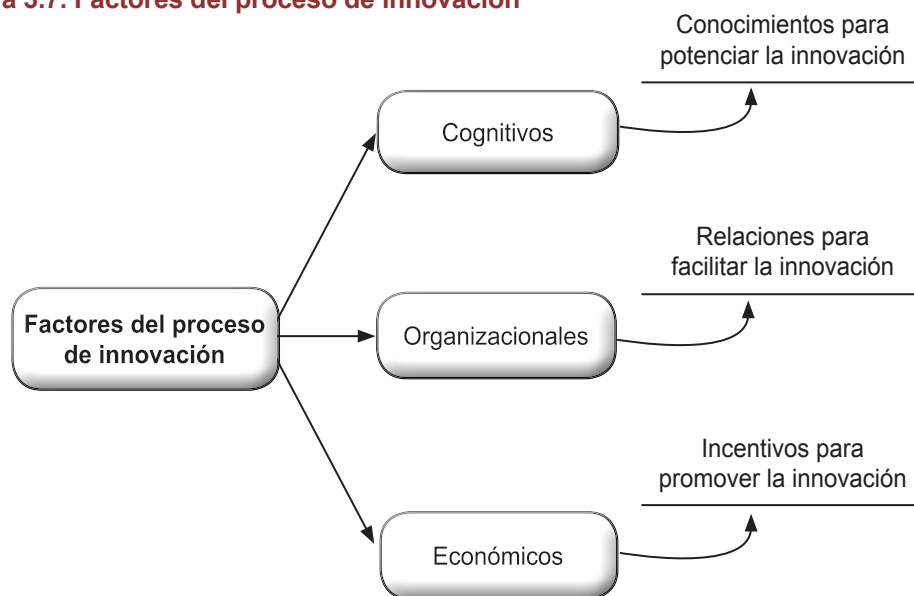 a 3.7. Factores del proceso de innovación
Conocimientos para
potenciar la innovación
Cognitivos
Relaciones para
facilitar la innovación
Factores del proceso
de innovación
Organizacionales
Incentivos para
promover la innovación
Económicos